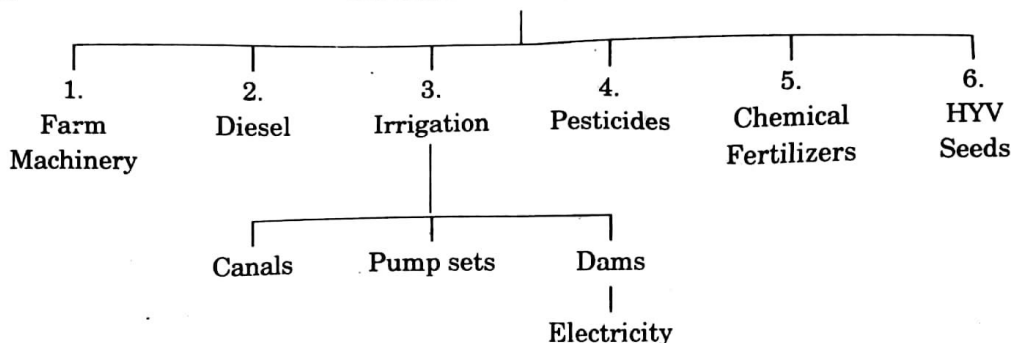 1.
Farm
Machinery
2.
Diesel
3.
Irrigation
4.
Pesticides
5.
Chemical
Fertilizers
6.
HYV
Seeds
Canals
Pump sets
Dams
Electricity